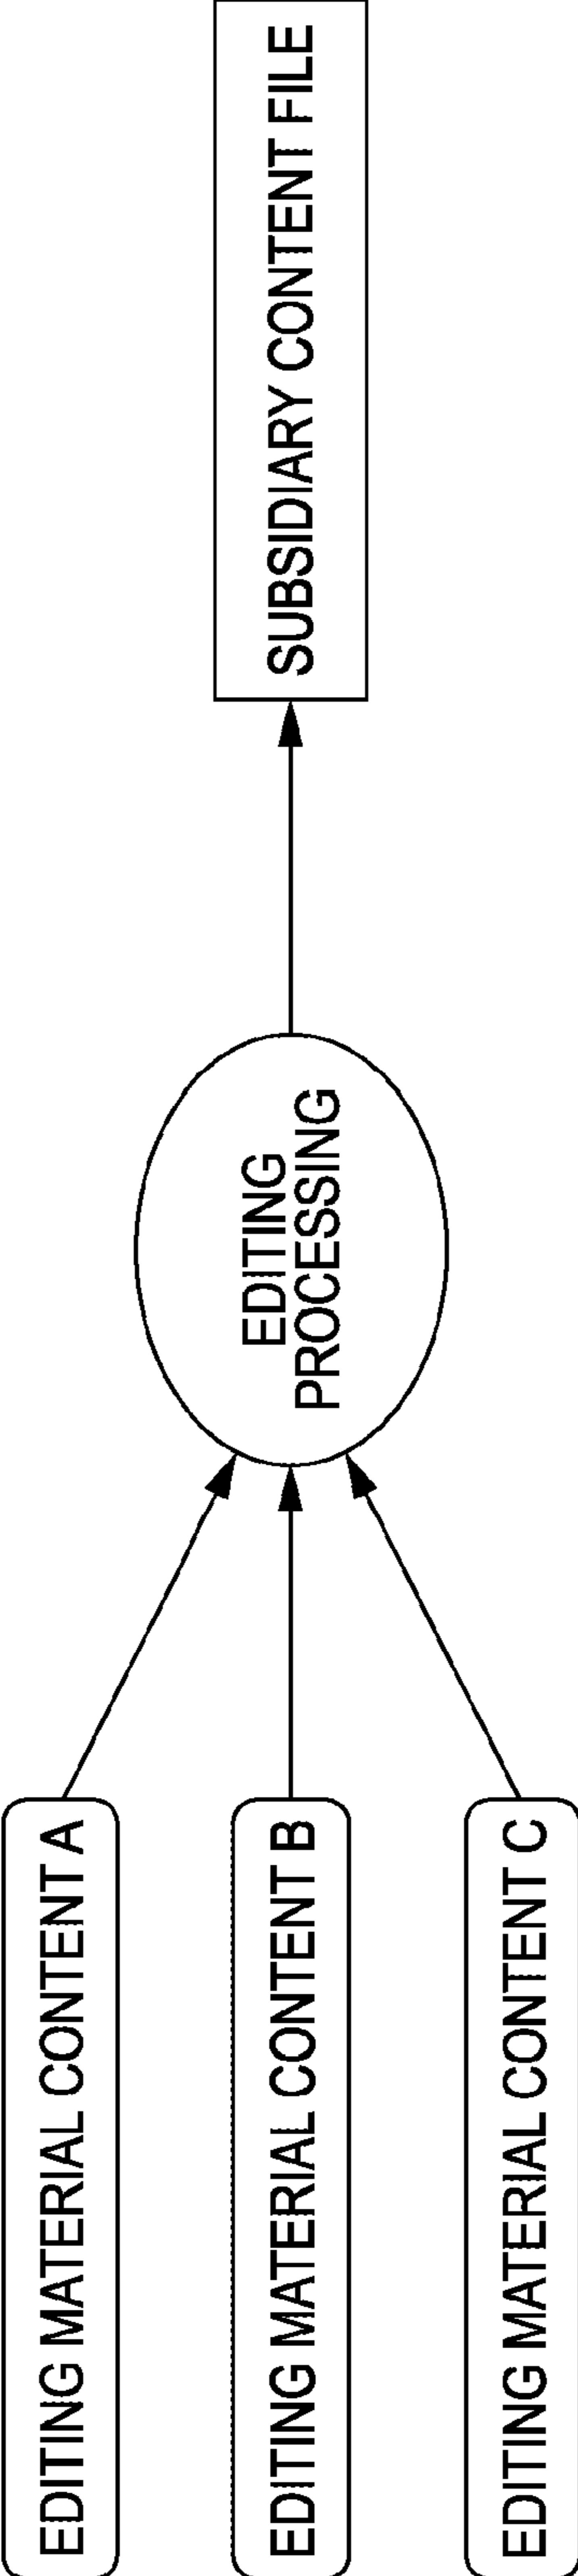 EDITING MATERIAL CONTENT A
EDITING MATERIAL CONTENT B
EDITING MATERIAL CONTENT C
EDITING
PROCESSING
SUBSIDIARY CONTENT FILE